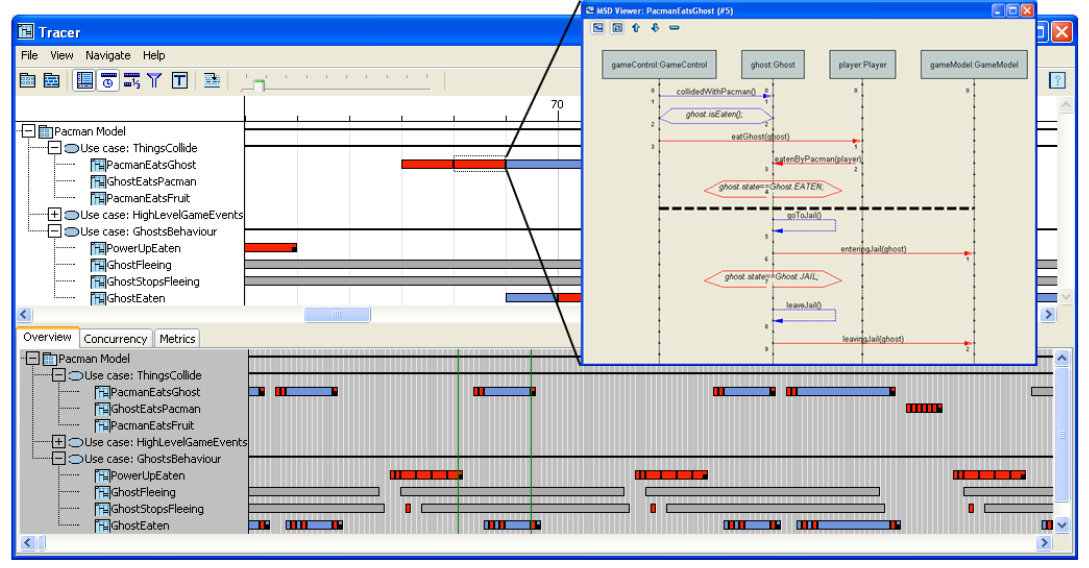 MSD Viewer: PacmanEatsGhost (#5)
Tracer
File View Navigate Help
T
?
70
gameControl:GameControl
ghost:Ghost
player:Player
gameModel:GameModel
0 0 0 0
collidedWithPacman()
1 1
ghost.isEaten();
2 2
eatGhost(ghost)
3 1
eatenByPacman(player)
3 2
ghost.state==Ghost.EATEN;
4
goToJail()
5
enteringJail(ghost)
6 1
ghost.state==Ghost.JAIL;
7
leaveJail()
8
leavingJail(ghost)
9 2
Pacman Model
Use case: ThingsCollide
PacmanEatsGhost
GhostEatsPacman
PacmanEatsFruit
Use case: HighLevelGameEvents
Use case: GhostsBehaviour
PowerUpEaten
GhostFleeing
GhostStopsFleeing
GhostEaten
Overview Concurrency Metrics
Pacman Model
Use case: ThingsCollide
PacmanEatsGhost
GhostEatsPacman
PacmanEatsFruit
Use case: HighLevelGameEvents
Use case: GhostsBehaviour
PowerUpEaten
GhostFleeing
GhostStopsFleeing
GhostEaten